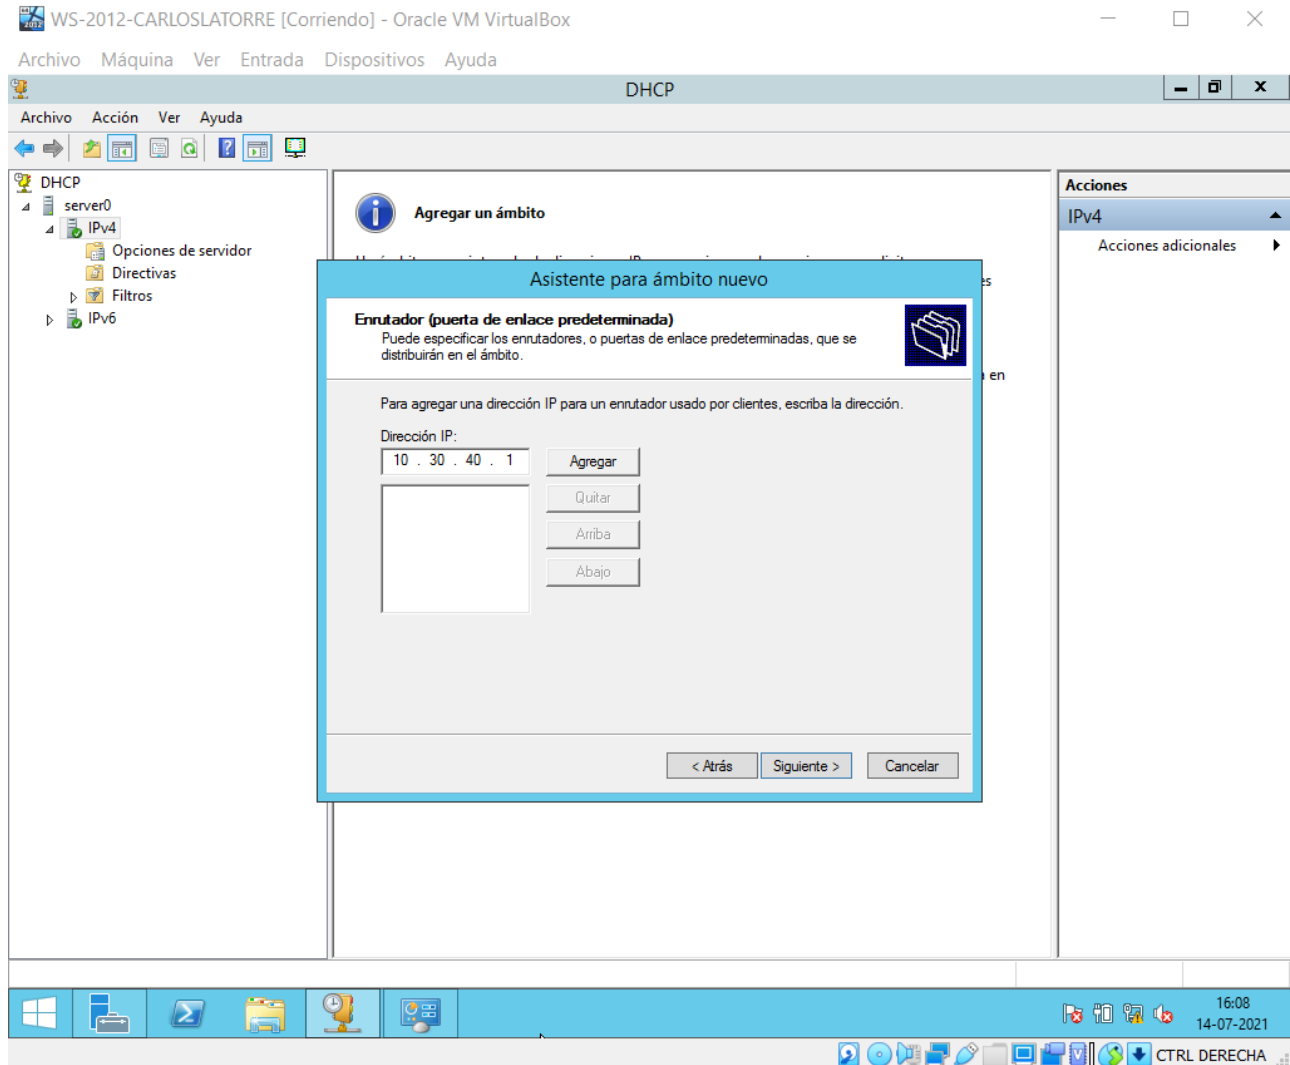 WS-2012-CARLOSLATORRE [Corriendo] - Oracle VM VirtualBox
Archivo Máquina Ver Entrada Dispositivos Ayuda
DHCP
Archivo Acción Ver Ayuda
DHCP
server0
IPv4
Opciones de servidor
Directivas
Filtros
IPv6
Agregar un ámbito
es
en
Asistente para ámbito nuevo
Enrutador (puerta de enlace predeterminada)
Puede especificar los enrutadores, o puertas de enlace predeterminadas, que se
distribuirán en el ámbito.
Para agregar una dirección IP para un enrutador usado por clientes, escriba la dirección.
Dirección IP:
10 . 30 . 40 . 1
Agregar
Quitar
Arriba
Abajo
< Atrás
Siguiente >
Cancelar
Acciones
IPv4
Acciones adicionales
16:08
14-07-2021
CTRL DERECHA